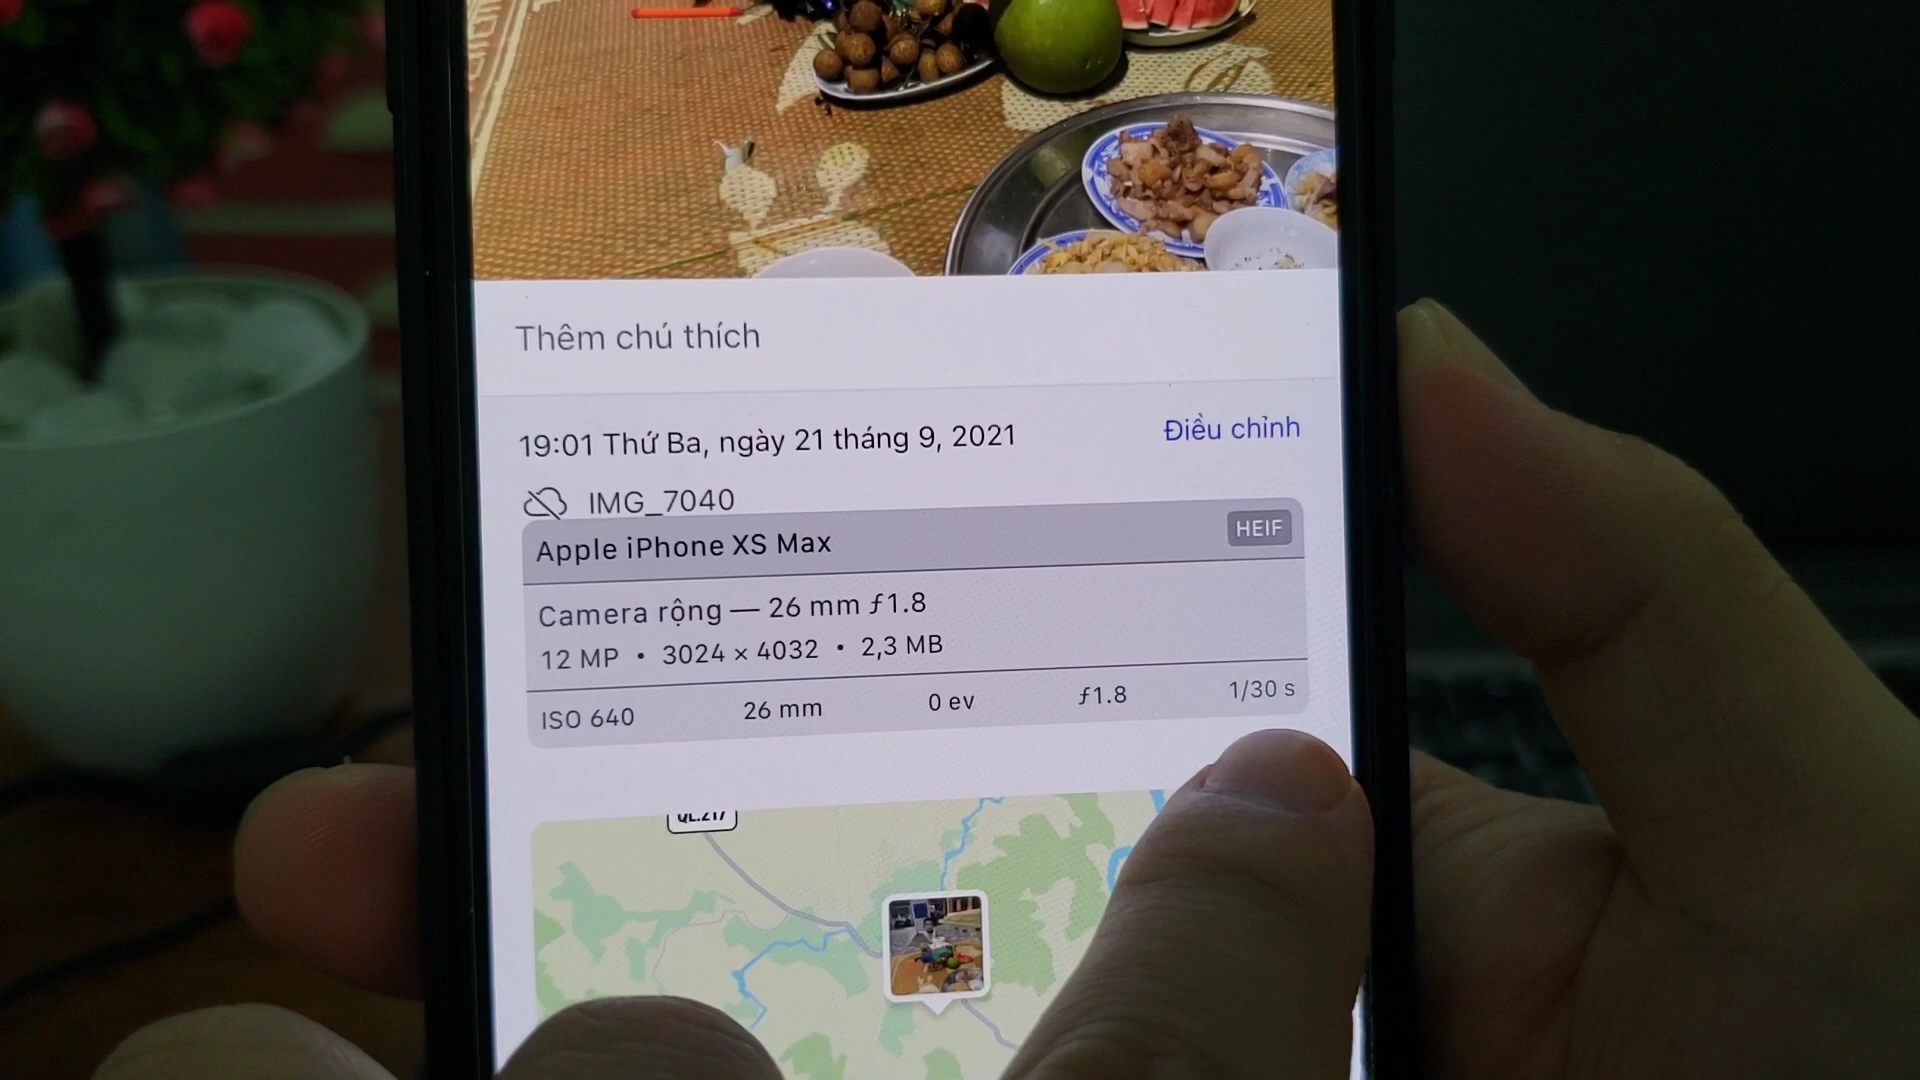 Thêm chú thích
19:01 Thứ Ba, ngày 21 tháng 9, 2021
Điều chỉnh
IMG_7040
Apple iPhone XS Max
HEIF
Camera rộng — 26 mm ƒ1.8
12 MP • 3024 × 4032 • 2,3 MB
ISO 640 26 mm 0 ev ƒ1.8 1/30 s
QL.217